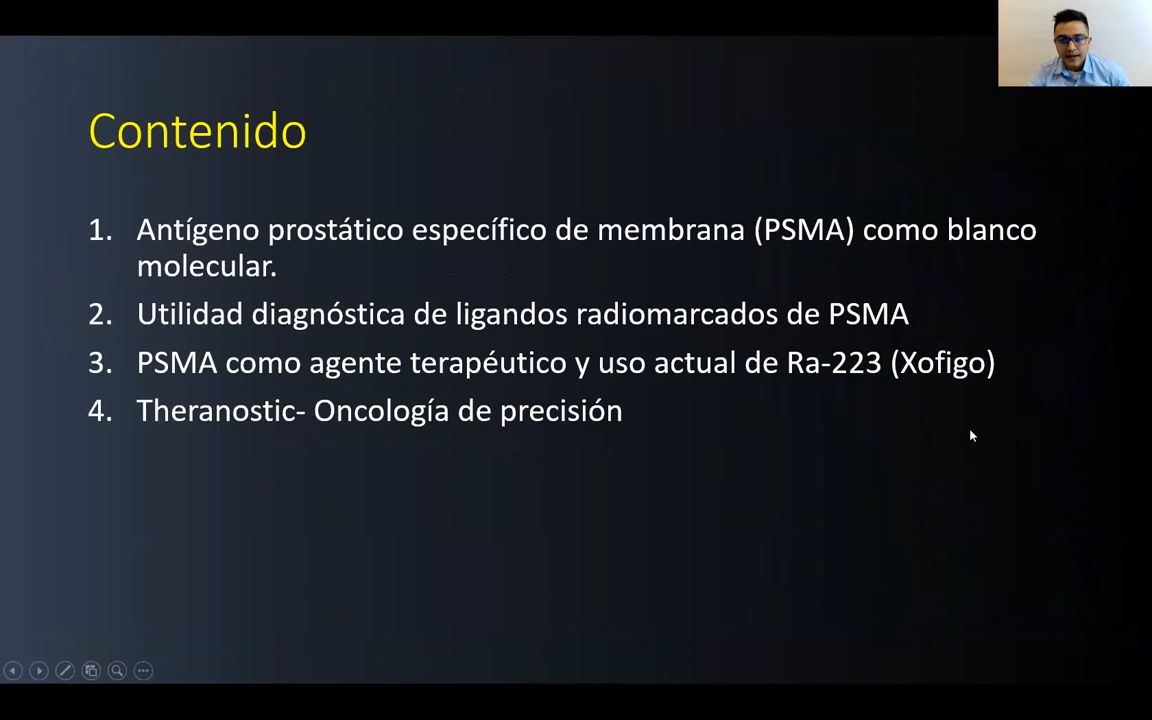 Contenido
1. Antígeno prostático específico de membrana (PSMA) como blanco
molecular.
2. Utilidad diagnóstica de ligandos radiomarcados de PSMA
3. PSMA como agente terapéutico y uso actual de Ra-223 (Xofigo)
4. Theranostic- Oncología de precisión